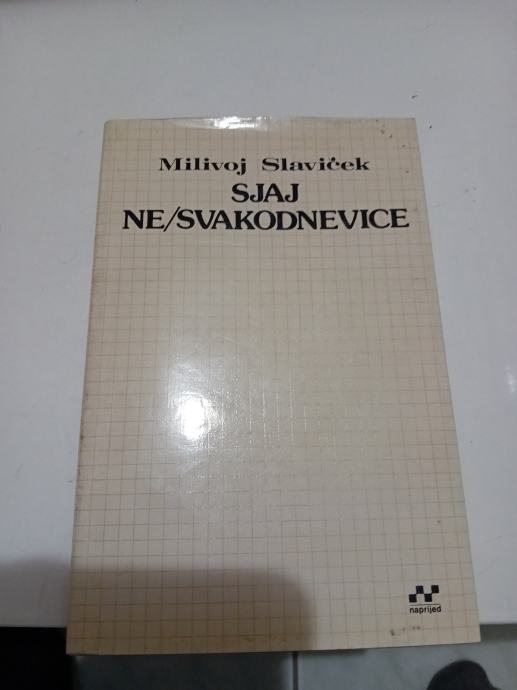 Milivoj Slaviček
SJAJ
NE/SVAKODNEVICE
naprijed